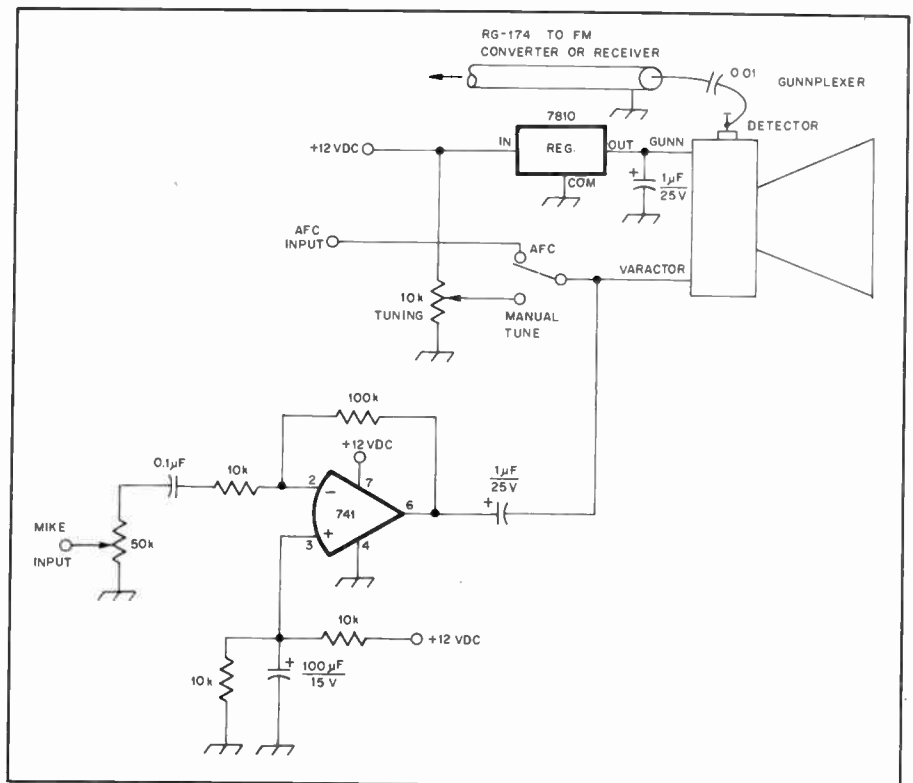 RG-174 TO FM
CONVERTER OR RECEIVER
0.01
GUNNPLEXER
DETECTOR
7810
+12 VDC
IN
REG.
OUT
GUNN
COM
+
1µF
25V
AFC
INPUT
AFC
VARACTOR
10k
TUNING
MANUAL
TUNE
100k
+12 VDC
0.1µF
10k
2
−
7
741
6
1µF
25V
+
MIKE
INPUT
50k
+
3
4
10k
+12 VDC
10k
+
100µF
15 V